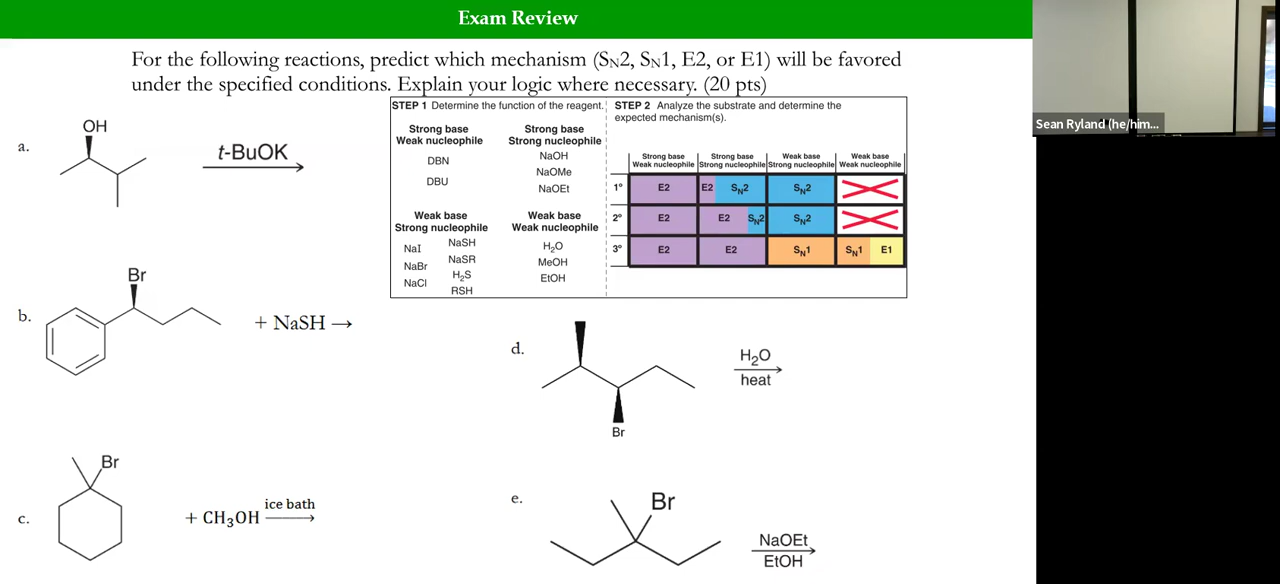 Exam Review
For the following reactions, predict which mechanism (SN2, SN1, E2, or E1) will be favored
under the specified conditions. Explain your logic where necessary. (20 pts)
STEP 1 Determine the function of the reagent.
Strong base
Weak nucleophile
DBN
DBU
Strong base
Strong nucleophile
NaOH
NaOMe
NaOEt
Weak base
Strong nucleophile
NaI
NaBr
NaCl
NaSH
NaSR
H₂S
RSH
Weak base
Weak nucleophile
H₂O
MeOH
EtOH
STEP 2 Analyze the substrate and determine the
expected mechanism(s).
Strong base Strong base Weak base Weak base
Weak nucleophile Strong nucleophile Strong nucleophile Weak nucleophile
1° E2 E2 SN2 SN2
2° E2 E2 SN2 SN2
3° E2 E2 SN1 SN1 E1
a.
OH
t-BuOK
b.
Br
+ NaSH →
c.
Br
+ CH₃OH
ice bath
d.
Br
H₂O
heat
e.
Br
NaOEt
EtOH
Sean Ryland (he/him...